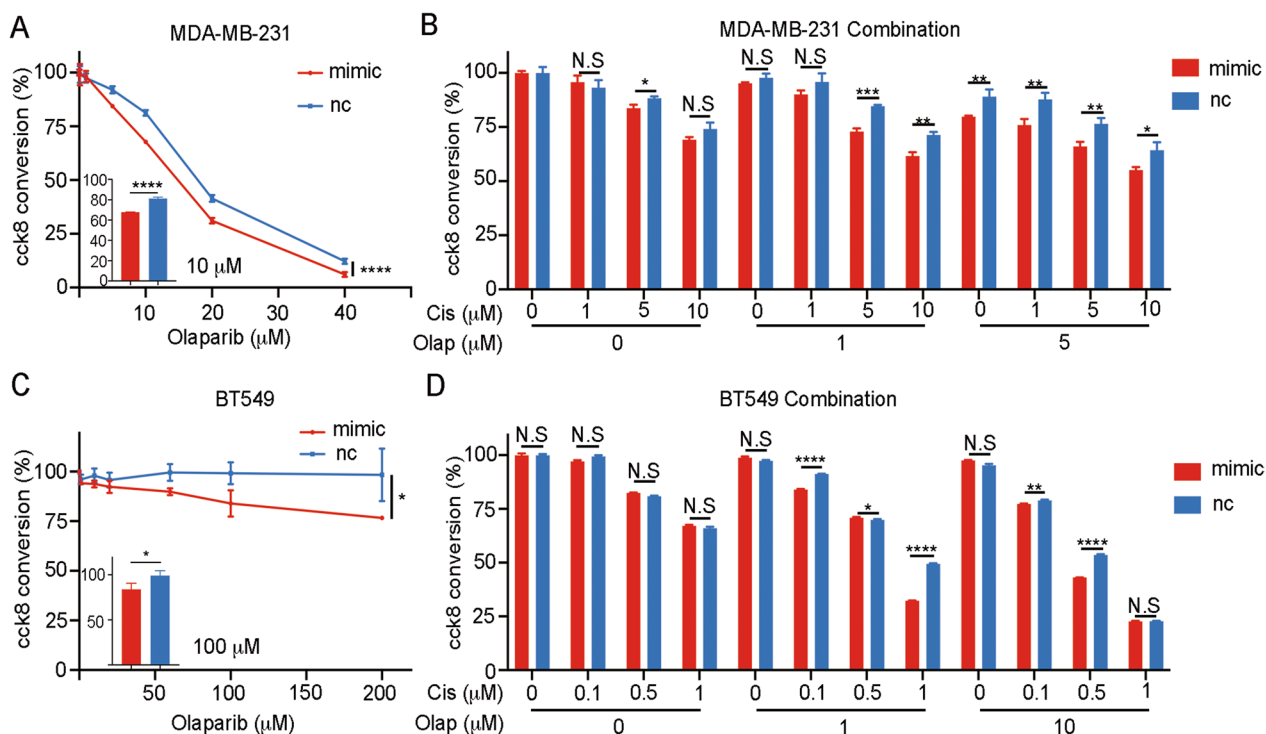 A
MDA-MB-231
cck8 conversion (%)
100
75
50
25
0
mimic
nc
100
80
60
40
20
0
****
10 μM
****
10 20 30 40
Olaparib (μM)
B
MDA-MB-231 Combination
cck8 conversion (%)
100
75
50
25
0
N.S * N.S N.S N.S *** ** ** ** ** *
mimic
nc
Cis (μM) 0 1 5 10 0 1 5 10 0 1 5 10
Olap (μM) 0 1 5
C
BT549
cck8 conversion (%)
100
75
50
25
0
mimic
nc
*
100
50
*
100 μM
50 100 150 200
Olaparib (μM)
D
BT549 Combination
cck8 conversion (%)
100
75
50
25
0
N.S N.S N.S N.S N.S **** * **** N.S ** **** N.S
mimic
nc
Cis (μM) 0 0.1 0.5 1 0 0.1 0.5 1 0 0.1 0.5 1
Olap (μM) 0 1 10